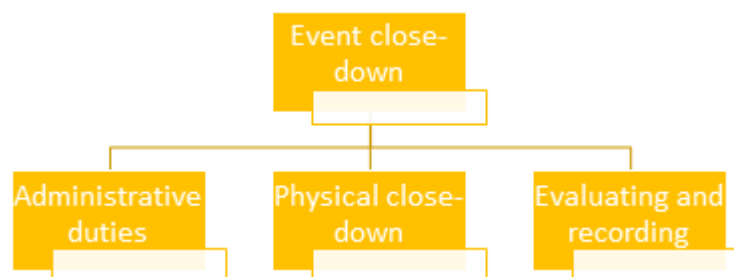 Event close-
down
Administrative
duties
Physical close-
down
Evaluating and
recording